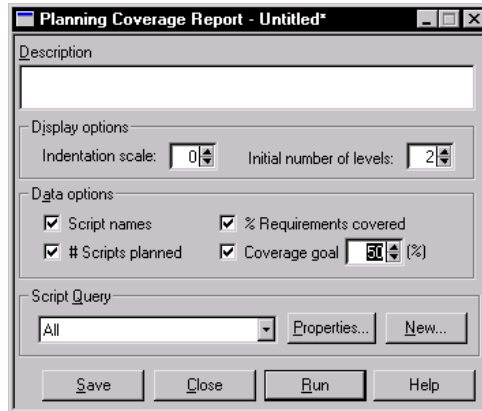 Planning Coverage Report - Untitled*
Description
Display options
Indentation scale: 0 Initial number of levels: 2
Data options
Script names % Requirements covered
# Scripts planned Coverage goal 50 (%)
Script Query
All Properties... New...
Save Close Run Help